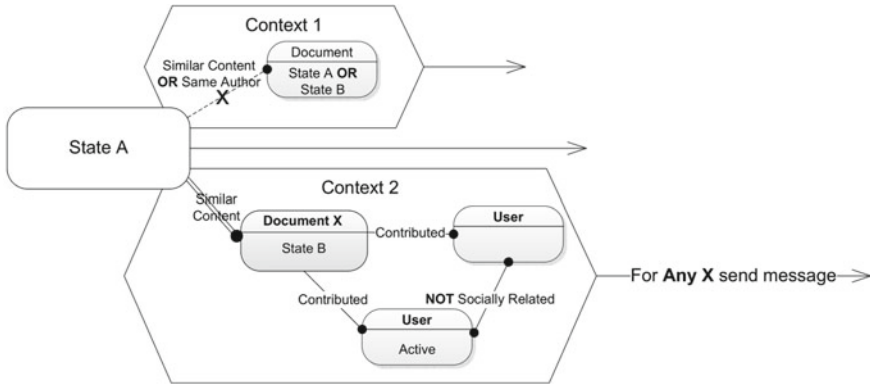 Context 1
Similar Content
OR Same Author
X
Document
State A OR
State B
State A
Context 2
Similar
Content
Document X
State B
Contributed
User
Contributed
NOT Socially Related
User
Active
For Any X send message